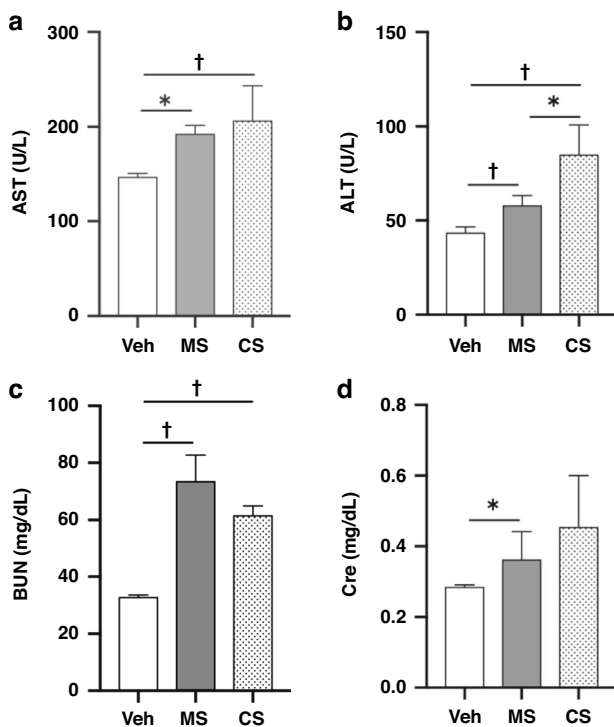 a
AST (U/L)
300
200
100
0
*
†
Veh MS CS
b
ALT (U/L)
150
100
50
0
†
*
†
Veh MS CS
c
BUN (mg/dL)
100
80
60
40
20
0
†
†
Veh MS CS
d
Cre (mg/dL)
0.8
0.6
0.4
0.2
0.0
*
Veh MS CS